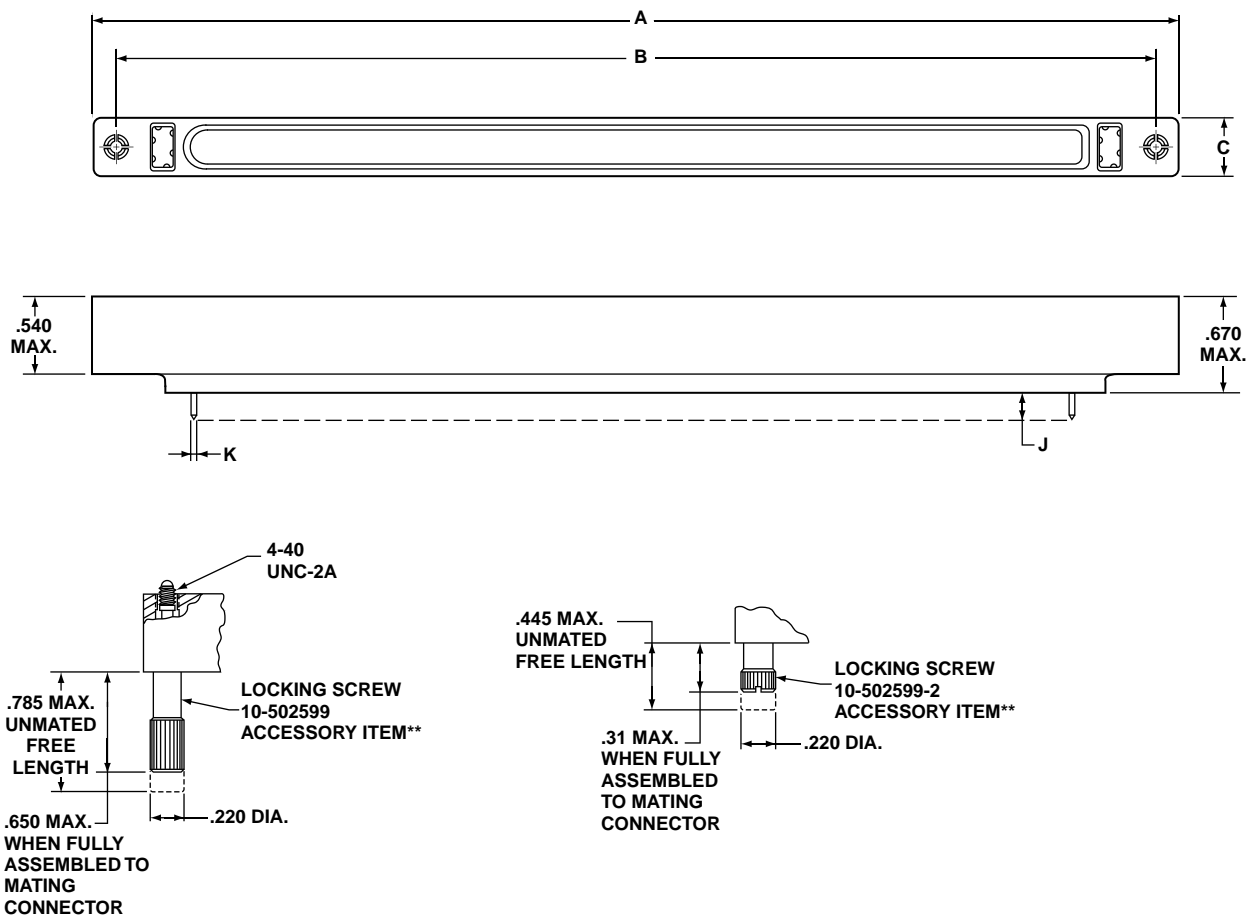 A
B
C
.540
MAX.
.670
MAX.
K
J
4-40
UNC-2A
.785 MAX.
UNMATED
FREE
LENGTH
LOCKING SCREW
10-502599
ACCESSORY ITEM**
.650 MAX.
WHEN FULLY
ASSEMBLED TO
MATING
CONNECTOR
.220 DIA.
.445 MAX.
UNMATED
FREE LENGTH
LOCKING SCREW
10-502599-2
ACCESSORY ITEM**
.31 MAX.
WHEN FULLY
ASSEMBLED
TO MATING
CONNECTOR
.220 DIA.